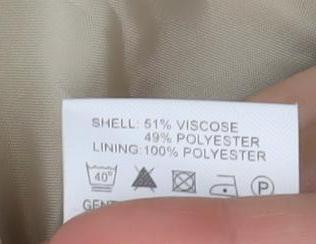 SHELL: 51% VISCOSE
49% POLYESTER
LINING:100% POLYESTER
40°
P